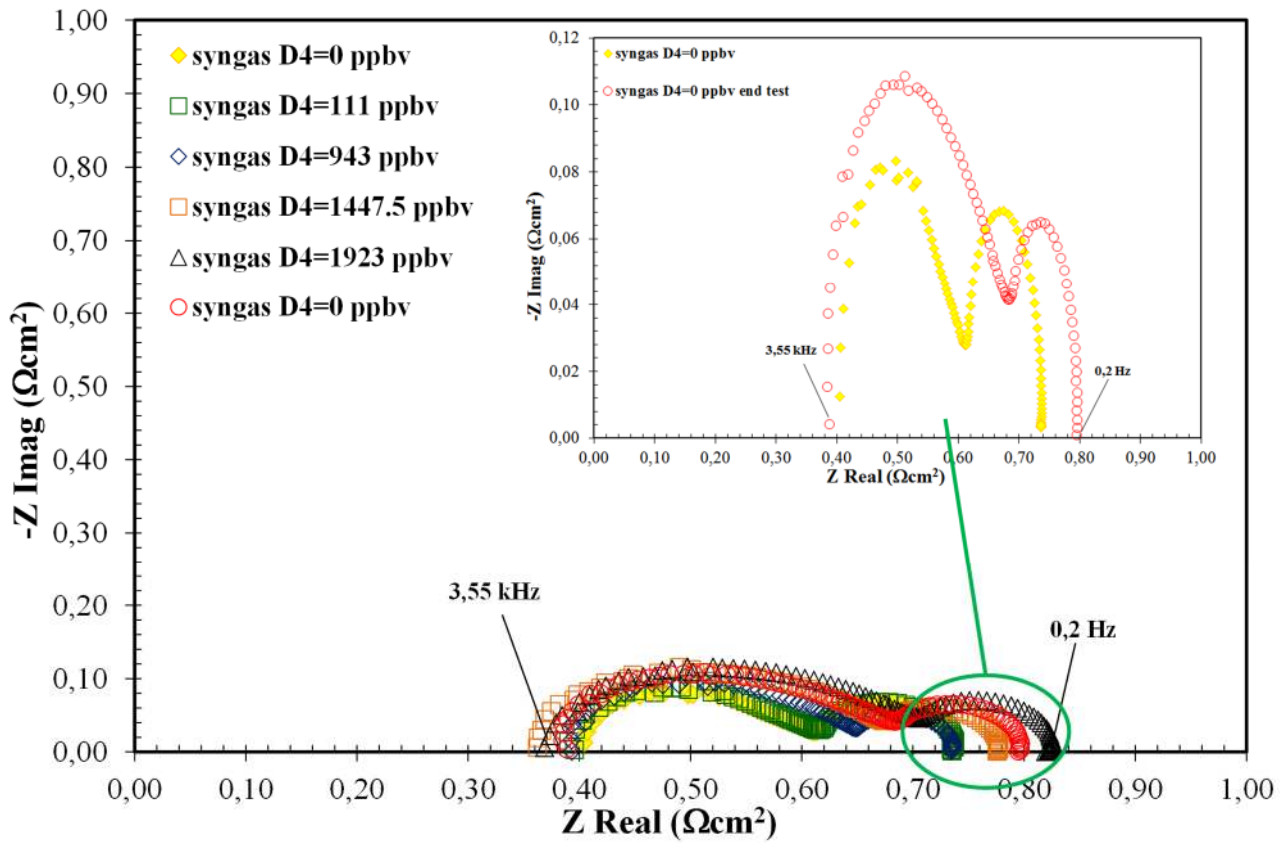 1,00
0,90
0,80
0,70
0,60
0,50
0,40
0,30
0,20
0,10
0,00
-Z Imag (Ωcm²)
syngas D4=0 ppbv
syngas D4=111 ppbv
syngas D4=943 ppbv
syngas D4=1447.5 ppbv
syngas D4=1923 ppbv
syngas D4=0 ppbv
0,12
0,10
0,08
0,06
0,04
0,02
0,00
-Z Imag (Ωcm²)
syngas D4=0 ppbv
syngas D4=0 ppbv end test
3,55 kHz
0,2 Hz
0,00 0,10 0,20 0,30 0,40 0,50 0,60 0,70 0,80 0,90 1,00
Z Real (Ωcm²)
3,55 kHz
0,2 Hz
0,00 0,10 0,20 0,30 0,40 0,50 0,60 0,70 0,80 0,90 1,00
Z Real (Ωcm²)